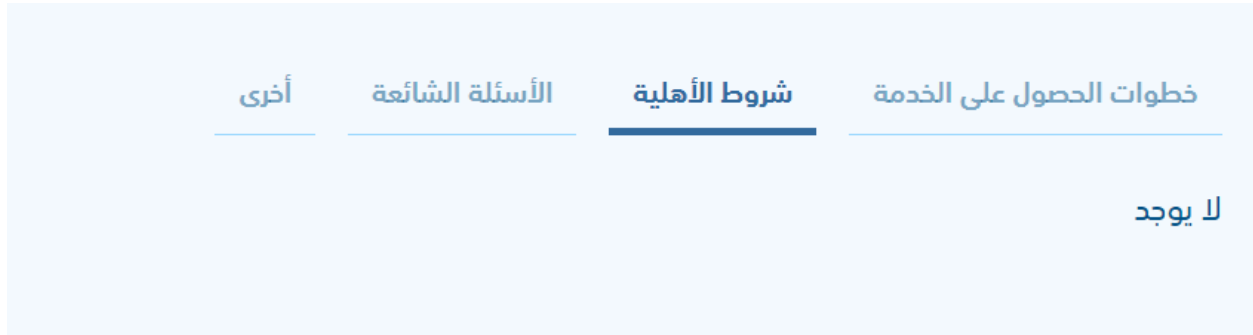 خطوات الحصول على الخدمة شروط الأهلية الأسئلة الشائعة أخرى
لا يوجد